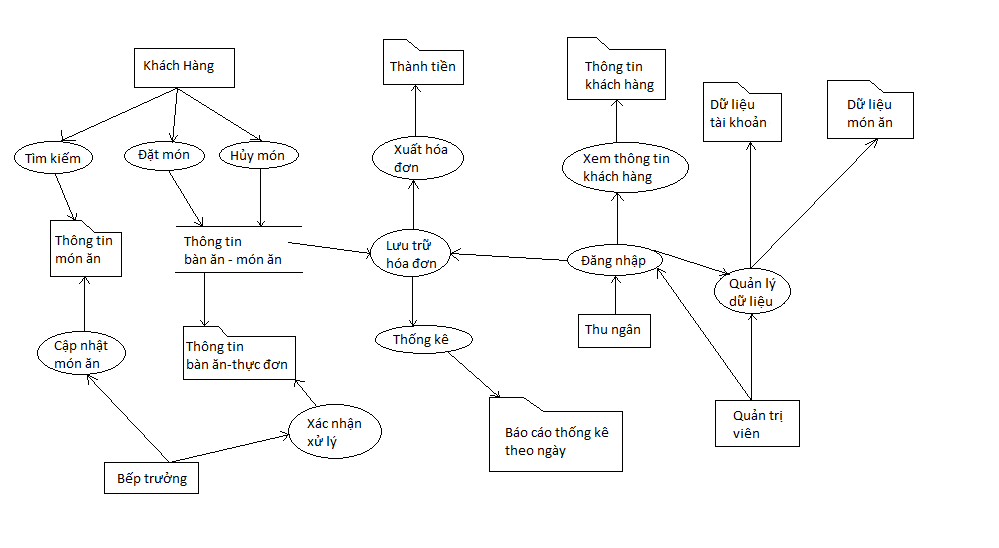 Khách Hàng
Thành tiền
Thông tin
khách hàng
Dữ liệu
tài khoản
Dữ liệu
món ăn
Tìm kiếm
Đặt món
Hủy món
Xuất hóa
đơn
Xem thông tin
khách hàng
Thông tin
món ăn
Thông tin
bàn ăn - món ăn
Lưu trữ
hóa đơn
Đăng nhập
Quản lý
dữ liệu
Cập nhật
món ăn
Thông tin
bàn ăn-thực đơn
Thống kê
Thu ngân
Xác nhận
xử lý
Báo cáo thống kê
theo ngày
Quản trị
viên
Bếp trưởng